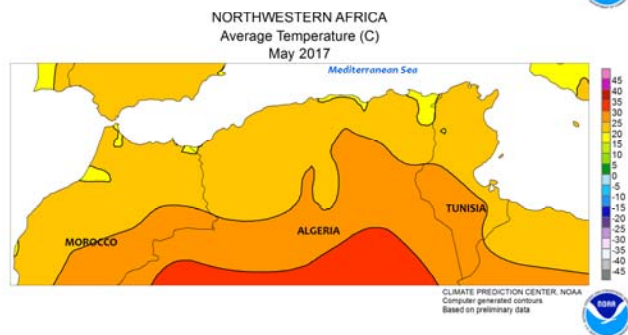 NORTHWESTERN AFRICA
Average Temperature (C)
May 2017
Mediterranean Sea
MOROCCO
ALGERIA
TUNISIA
45
40
35
30
25
20
15
10
5
0
-5
-10
-15
-20
-25
-30
-35
-40
-45
CLIMATE PREDICTION CENTER, NOAA
Computer generated contours
Based on preliminary data
NOAA